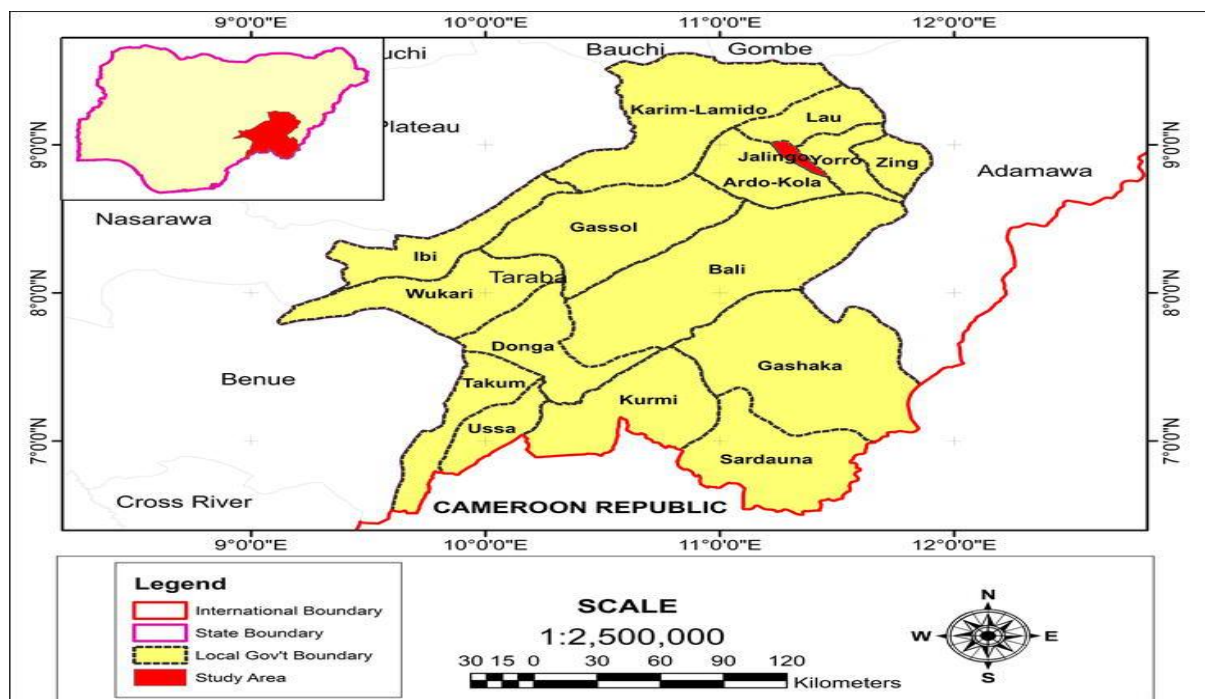 9°0'0"E 10°0'0"E 11°0'0"E 12°0'0"E
uchi
Bauchi Gombe
Plateau
Karim-Lamido
Lau
9°0'0"N
9°0'0"N
Jalingo Yorro Zing
Adamawa
Ardo-Kola
Nasarawa
Gassol
Ibi
Bali
Taraba
8°0'0"N
Wukari
8°0'0"N
Donga
Gashaka
Benue
Takum
Kurmi
Ussa
7°0'0"N
7°0'0"N
Sardauna
Cross River
CAMEROON REPUBLIC
9°0'0"E 10°0'0"E 11°0'0"E 12°0'0"E
Legend
International Boundary
State Boundary
Local Gov't Boundary
Study Area
SCALE
1:2,500,000
30 15 0 30 60 90 120
Kilometers
N
W E
S